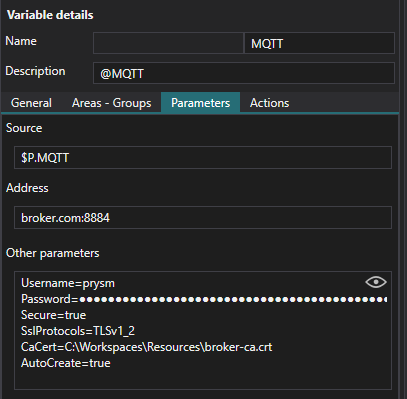 Variable details
Name MQTT
Description @MQTT
General Areas - Groups Parameters Actions
Source
$P.MQTT
Address
broker.com:8884
Other parameters
Username=prysm
Password=●●●●●●●●●●●●●●●●●●●●●●●●●●●●●●●●●●●●●●●●●●●●
Secure=true
SslProtocols=TLSv1_2
CaCert=C:\Workspaces\Resources\broker-ca.crt
AutoCreate=true